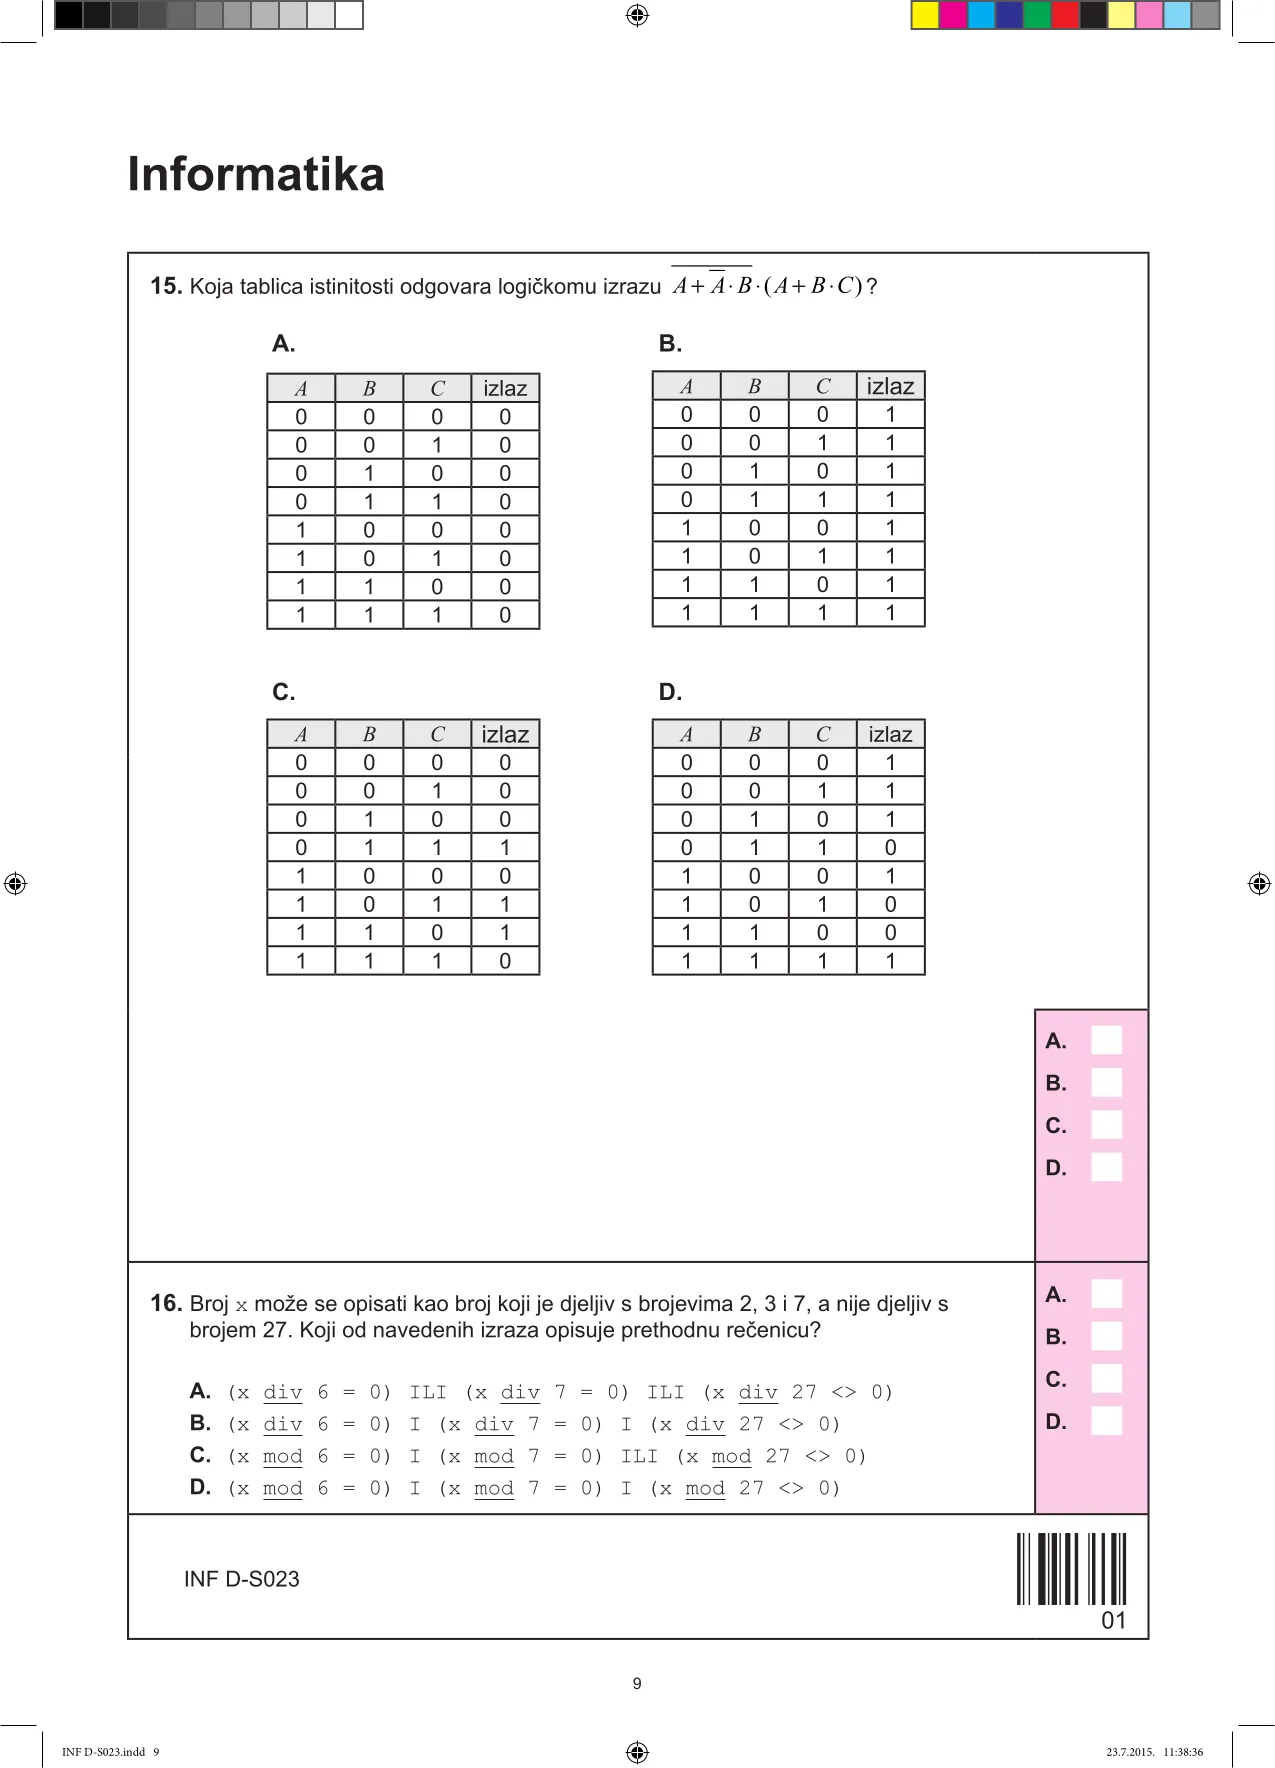 Informatika
15. Koja tablica istinitosti odgovara logičkomu izrazu $\overline{A + \overline{A} \cdot B} \cdot (A + B \cdot C)$?
A.
A B C izlaz
0 0 0 0
0 0 1 0
0 1 0 0
0 1 1 0
1 0 0 0
1 0 1 0
1 1 0 0
1 1 1 0
B.
A B C izlaz
0 0 0 1
0 0 1 1
0 1 0 1
0 1 1 1
1 0 0 1
1 0 1 1
1 1 0 1
1 1 1 1
C.
A B C izlaz
0 0 0 0
0 0 1 0
0 1 0 0
0 1 1 1
1 0 0 0
1 0 1 1
1 1 0 1
1 1 1 0
D.
A B C izlaz
0 0 0 1
0 0 1 1
0 1 0 1
0 1 1 0
1 0 0 1
1 0 1 0
1 1 0 0
1 1 1 1
A.
B.
C.
D.
16. Broj x može se opisati kao broj koji je djeljiv s brojevima 2, 3 i 7, a nije djeljiv s
brojem 27. Koji od navedenih izraza opisuje prethodnu rečenicu?
A. (x div 6 = 0) ILI (x div 7 = 0) ILI (x div 27 <> 0)
B. (x div 6 = 0) I (x div 7 = 0) I (x div 27 <> 0)
C. (x mod 6 = 0) I (x mod 7 = 0) ILI (x mod 27 <> 0)
D. (x mod 6 = 0) I (x mod 7 = 0) I (x mod 27 <> 0)
A.
B.
C.
D.
INF D-S023
01
9
INF D-S023.indd 9
23.7.2015. 11:38:36